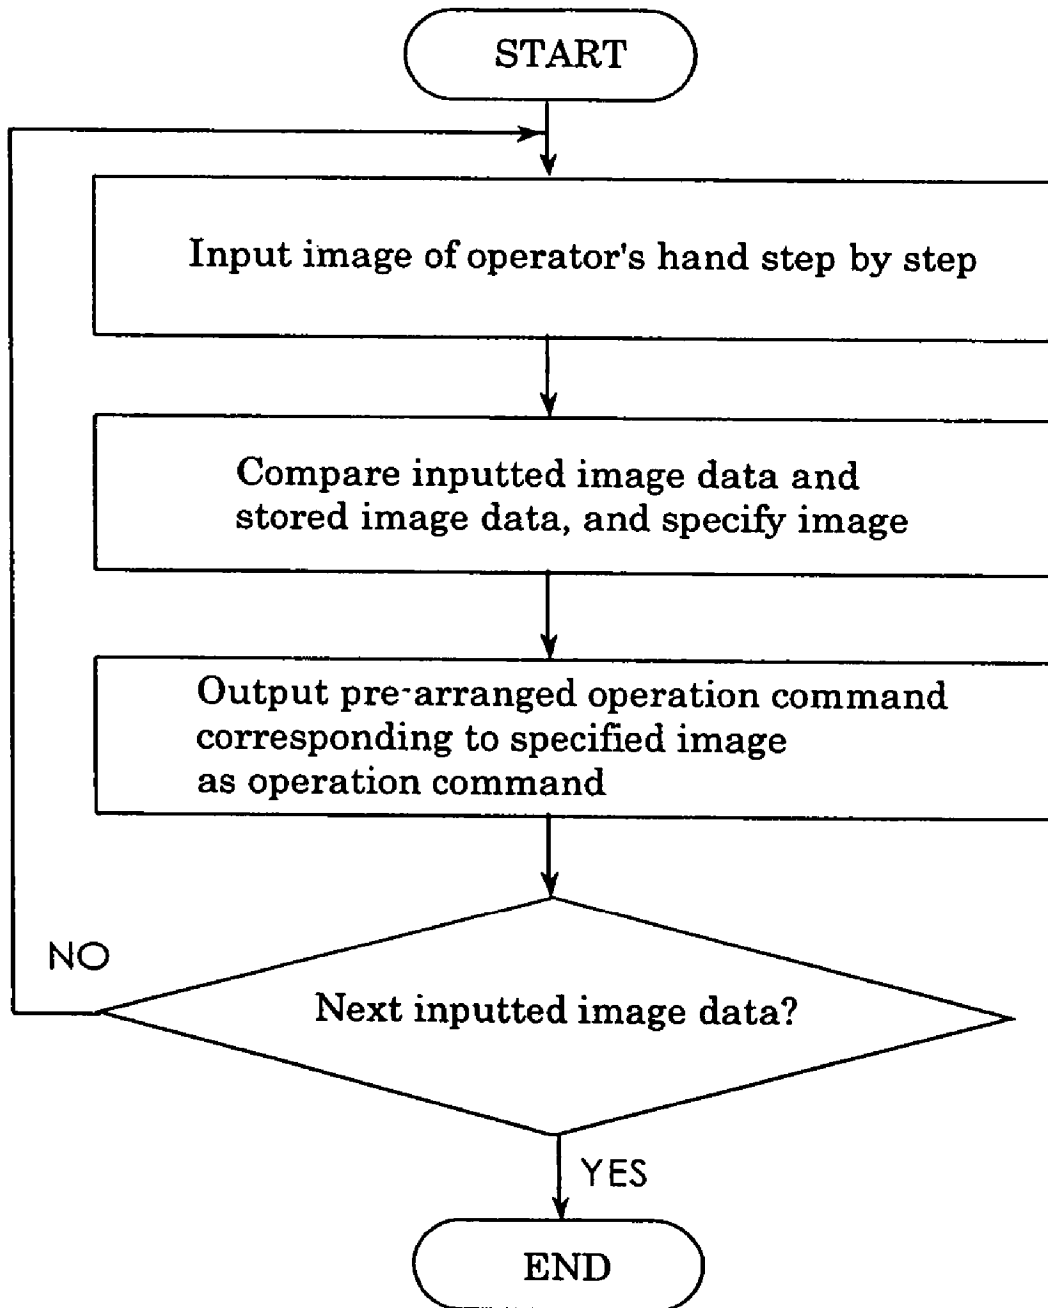 START
Input image of operator's hand step by step
Compare inputted image data and
stored image data, and specify image
Output pre-arranged operation command
corresponding to specified image
as operation command
NO
Next inputted image data?
YES
END